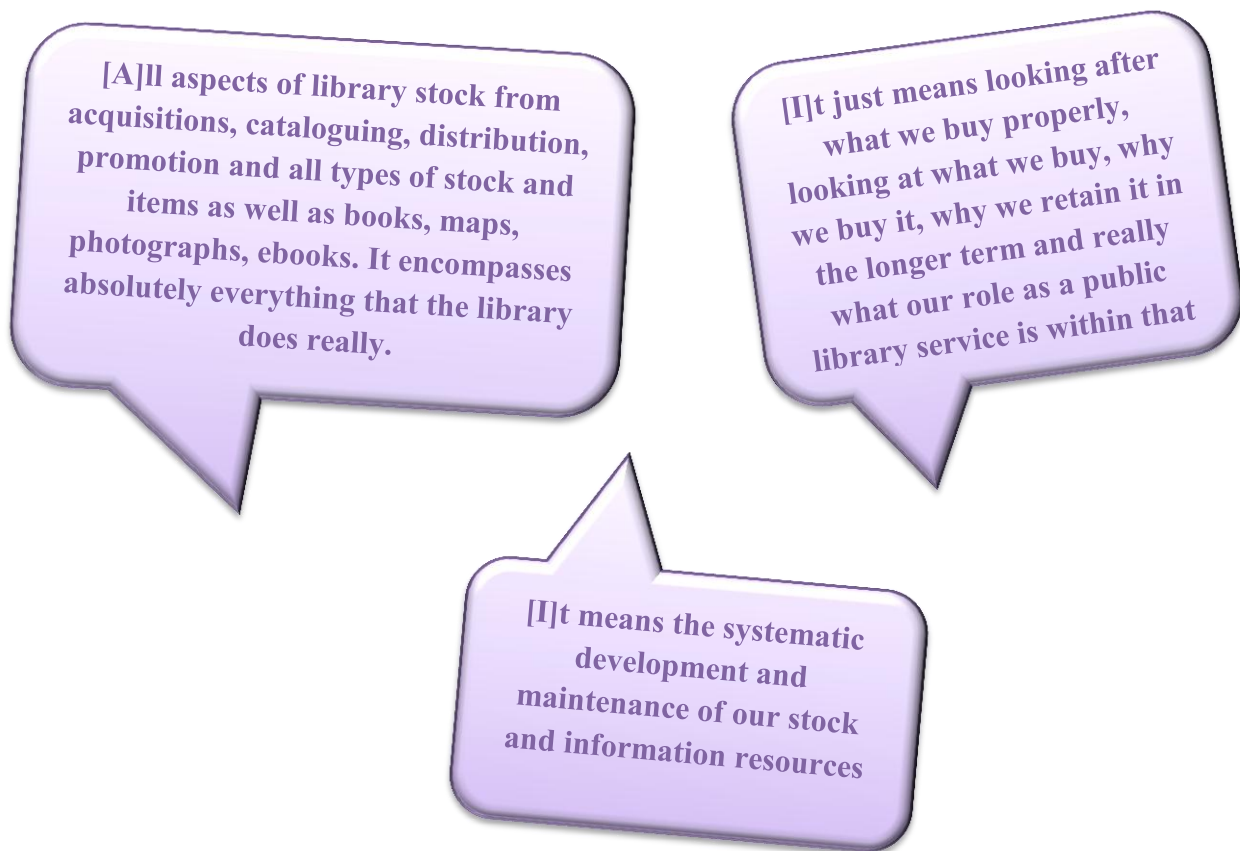 [A]ll aspects of library stock from
acquisitions, cataloguing, distribution,
promotion and all types of stock and
items as well as books, maps,
photographs, ebooks. It encompasses
absolutely everything that the library
does really.
[I]t just means looking after
what we buy properly,
looking at what we buy, why
we buy it, why we retain it in
the longer term and really
what our role as a public
library service is within that
[I]t means the systematic
development and
maintenance of our stock
and information resources